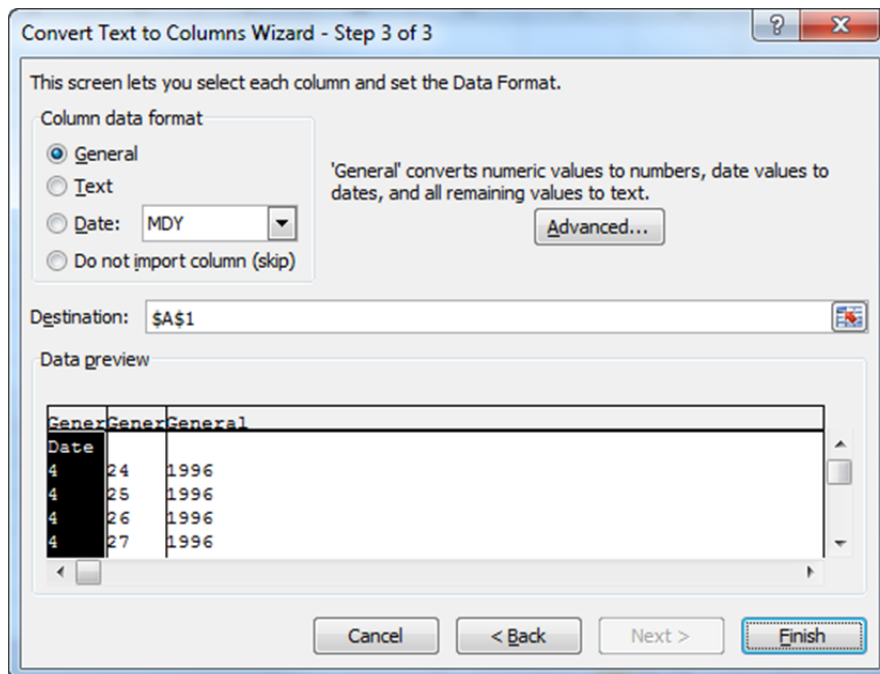 Convert Text to Columns Wizard - Step 3 of 3
This screen lets you select each column and set the Data Format.
Column data format
General
Text
Date: MDY
Do not import column (skip)
'General' converts numeric values to numbers, date values to
dates, and all remaining values to text.
Advanced...
Destination: $A$1
Data preview
GenerGenerGeneral
Date
4 24 1996
4 25 1996
4 26 1996
4 27 1996
Cancel < Back Next > Finish